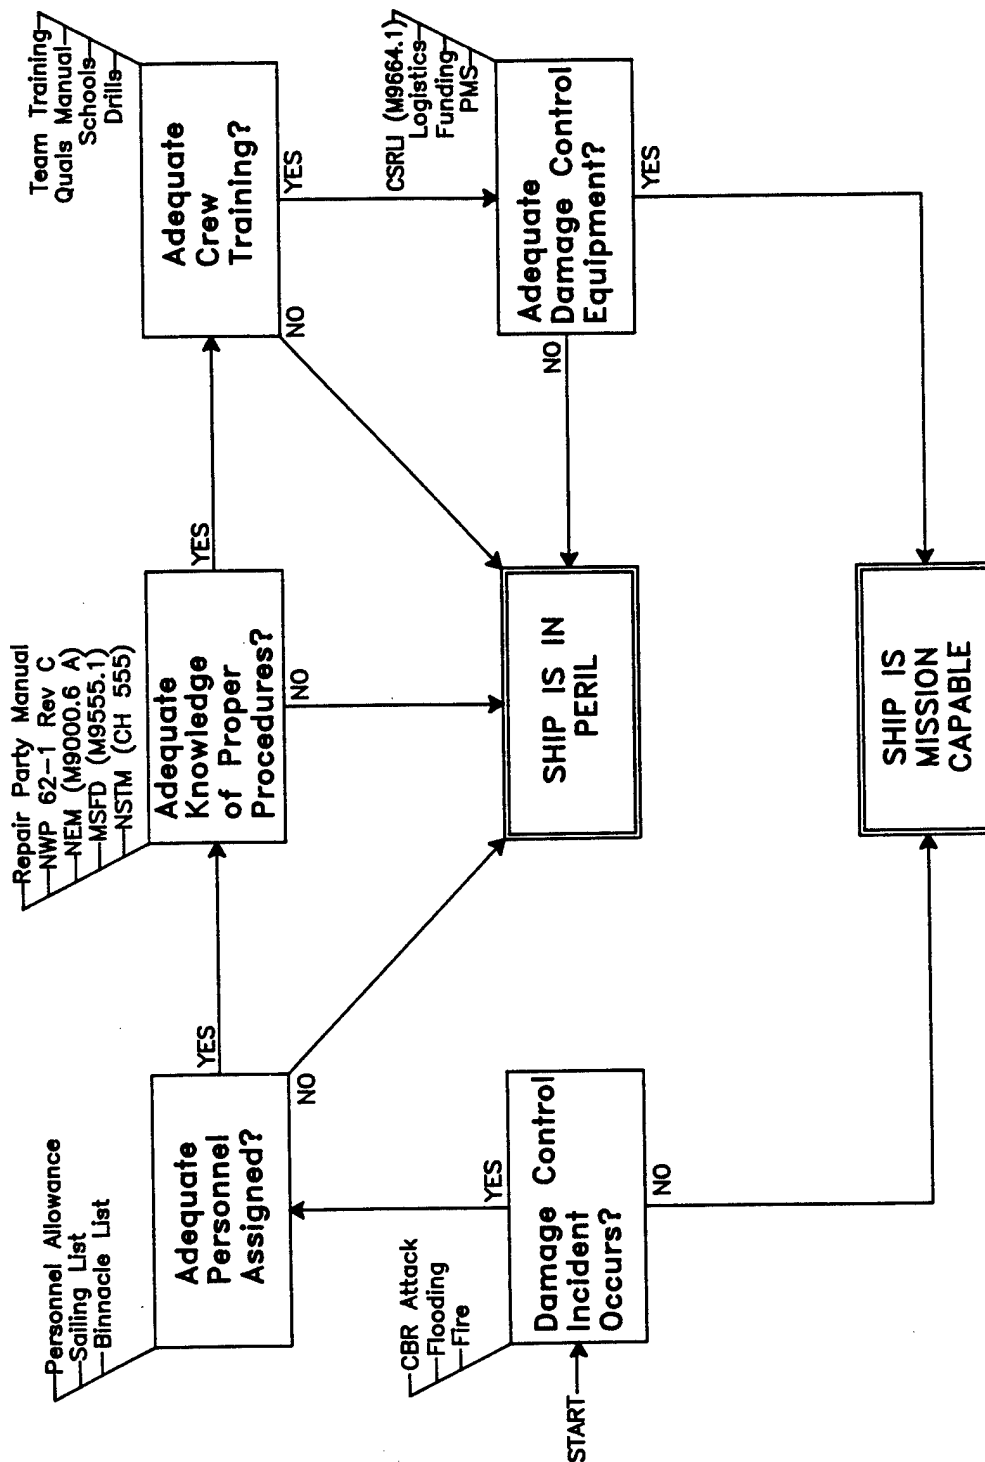 Personnel Allowance
Sailing List
Binnacle List
Adequate
Personnel
Assigned?
YES
NO
Repair Party Manual
NWP 62-1 Rev C
NEM (M9000.6 A)
MSFD (M9555.1)
NSTM (CH 555)
Adequate
Knowledge
of Proper
Procedures?
YES
NO
Team Training
Quals Manual
Schools
Drills
Adequate
Crew
Training?
YES
NO
CBR Attack
Flooding
Fire
START
Damage Control
Incident
Occurs?
YES
NO
SHIP IS IN
PERIL
CSRLI (M9664.1)
Logistics
Funding
PMS
Adequate
Damage Control
Equipment?
NO
YES
SHIP IS
MISSION
CAPABLE